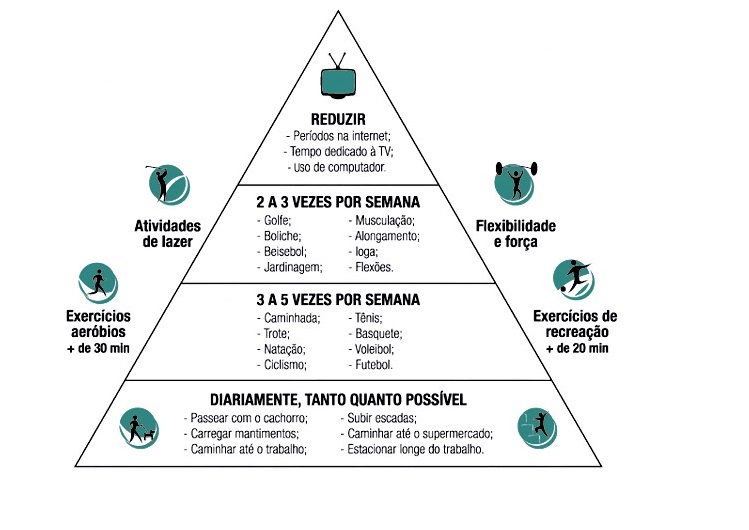 REDUZIR
- Períodos na internet;
- Tempo dedicado à TV;
- Uso de computador.
Atividades
de lazer
2 A 3 VEZES POR SEMANA
- Golfe;
- Boliche;
- Beisebol;
- Jardinagem;
- Musculação;
- Alongamento;
- Ioga;
- Flexões.
Flexibilidade
e força
Exercícios
aeróbios
+ de 30 min
3 A 5 VEZES POR SEMANA
- Caminhada;
- Trote;
- Natação;
- Ciclismo;
- Tênis;
- Basquete;
- Voleibol;
- Futebol.
Exercícios de
recreação
+ de 20 min
DIARIAMENTE, TANTO QUANTO POSSÍVEL
- Passear com o cachorro;
- Carregar mantimentos;
- Caminhar até o trabalho;
- Subir escadas;
- Caminhar até o supermercado;
- Estacionar longe do trabalho.